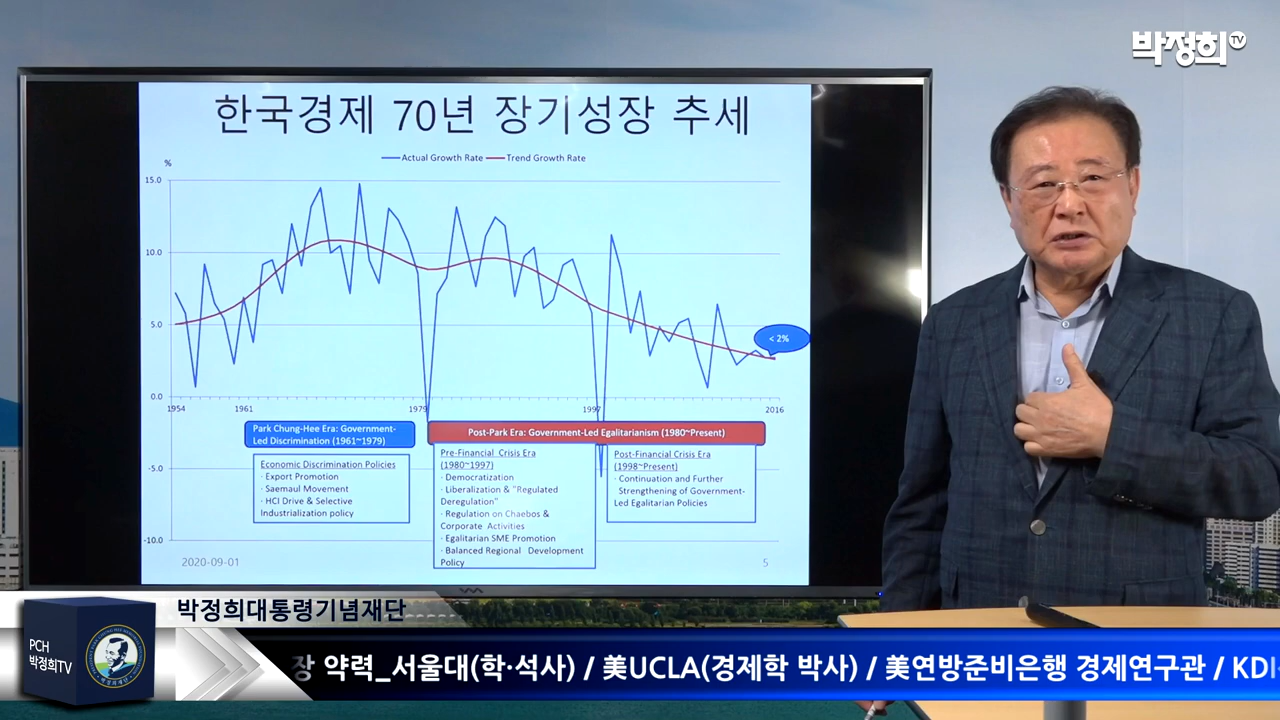 박정희TV
한국경제 70년 장기성장 추세
Actual Growth Rate
Trend Growth Rate
%
15.0
10.0
5.0
0.0
-5.0
-10.0
< 2%
1954
1961
1979
1997
2016
Park Chung-Hee Era: Government-
Led Discrimination (1961~1979)
Economic Discrimination Policies
· Export Promotion
· Saemaul Movement
· HCI Drive & Selective
Industrialization policy
Post-Park Era: Government-Led Egalitarianism (1980~Present)
Pre-Financial Crisis Era
(1980~1997)
· Democratization
· Liberalization & "Regulated
Deregulation"
· Regulation on Chaebos &
Corporate Activities
· Egalitarian SME Promotion
· Balanced Regional Development
Policy
Post-Financial Crisis Era
(1998~Present)
· Continuation and Further
Strengthening of Government-
Led Egalitarian Policies
2020-09-01
5
박정희대통령기념재단
PCH
박정희TV
장 약력_서울대(학·석사) / 美UCLA(경제학 박사) / 美연방준비은행 경제연구관 / KDI